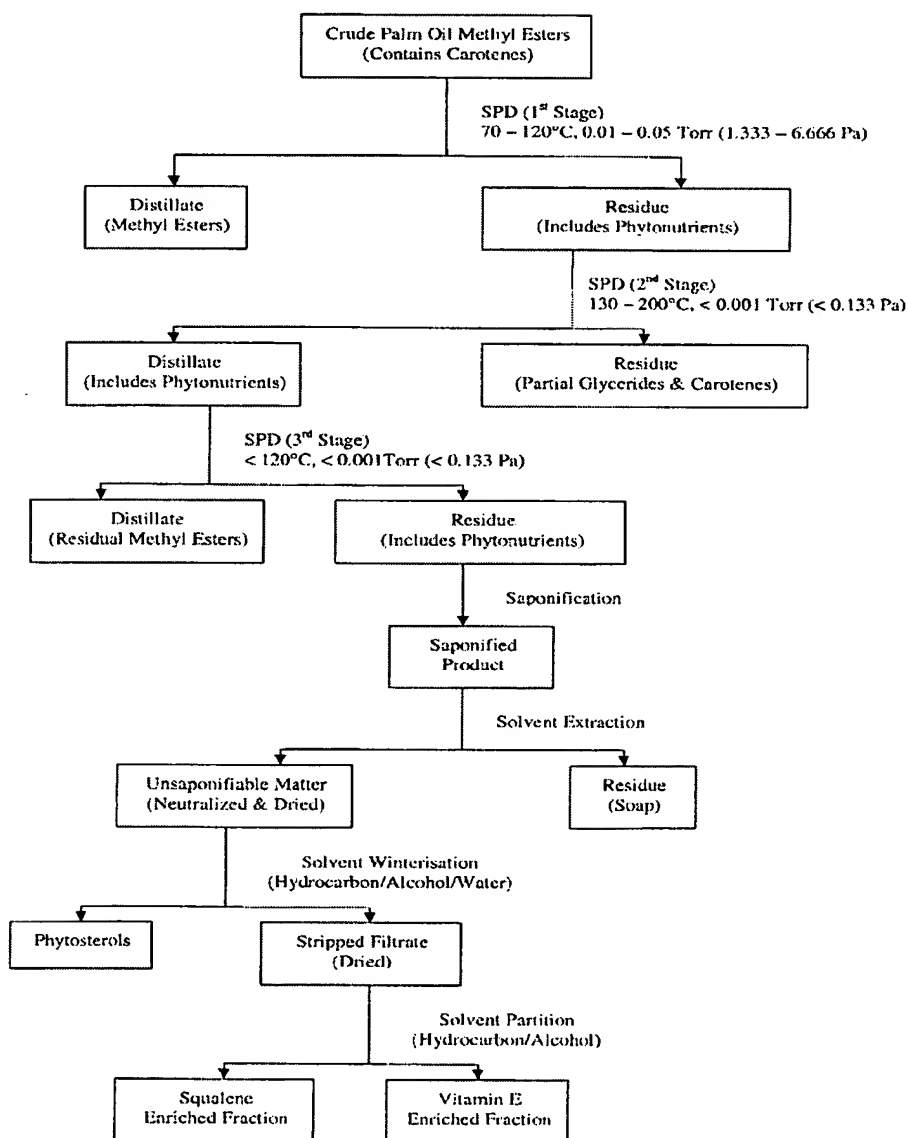 Crude Palm Oil Methyl Esters
(Contains Carotenes)
SPD (1st Stage)
70 – 120°C, 0.01 – 0.05 Torr (1.333 – 6.666 Pa)
Distillate
(Methyl Esters)
Residue
(Includes Phytonutrients)
SPD (2nd Stage)
130 – 200°C, < 0.001 Torr (< 0.133 Pa)
Distillate
(Includes Phytonutrients)
Residue
(Partial Glycerides & Carotenes)
SPD (3rd Stage)
< 120°C, < 0.001Torr (< 0.133 Pa)
Distillate
(Residual Methyl Esters)
Residue
(Includes Phytonutrients)
Saponification
Saponified
Product
Solvent Extraction
Unsaponifiable Matter
(Neutralized & Dried)
Residue
(Soap)
Solvent Winterisation
(Hydrocarbon/Alcohol/Water)
Phytosterols
Stripped Filtrate
(Dried)
Solvent Partition
(Hydrocarbon/Alcohol)
Squalene
Enriched Fraction
Vitamin E
Enriched Fraction